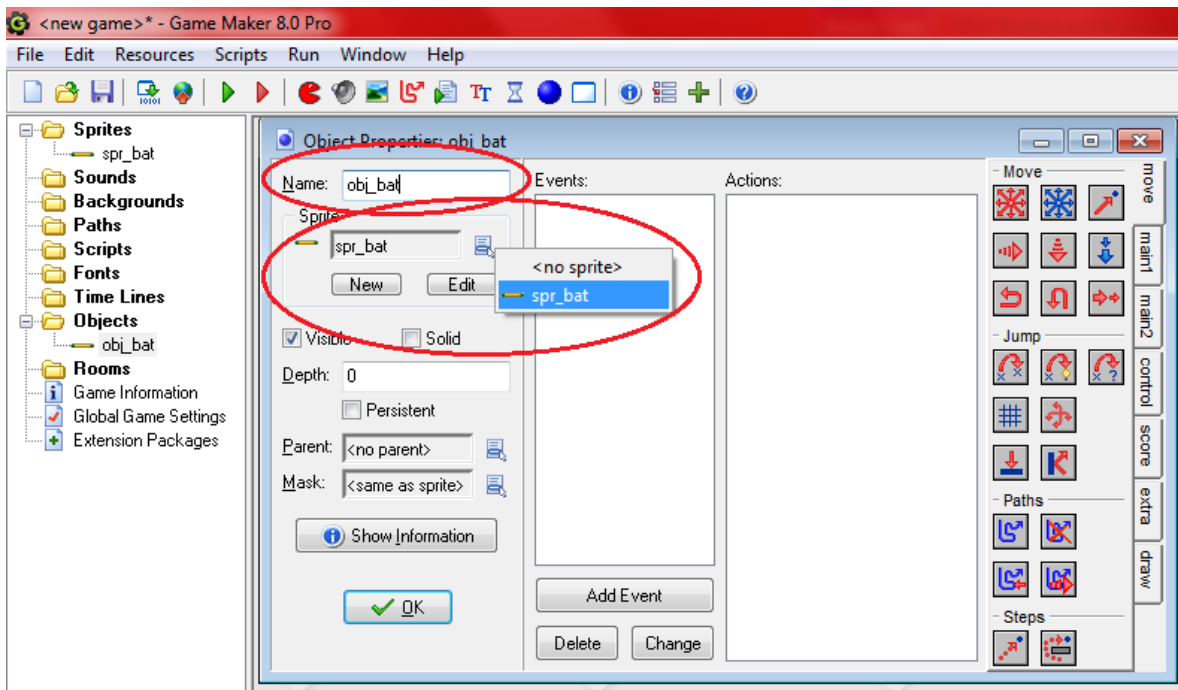 <new game>* - Game Maker 8.0 Pro
File Edit Resources Scripts Run Window Help
Sprites
spr_bat
Sounds
Backgrounds
Paths
Scripts
Fonts
Time Lines
Objects
obj_bat
Rooms
Game Information
Global Game Settings
Extension Packages
Object Properties: obj_bat
Name: obj_bat
Sprite
spr_bat
New Edit
<no sprite>
spr_bat
Visible Solid
Depth: 0
Persistent
Parent: <no parent>
Mask: <same as sprite>
Show Information
OK
Events:
Add Event
Delete Change
Actions:
Move
Jump
Paths
Steps
move
main1
main2
control
score
extra
draw